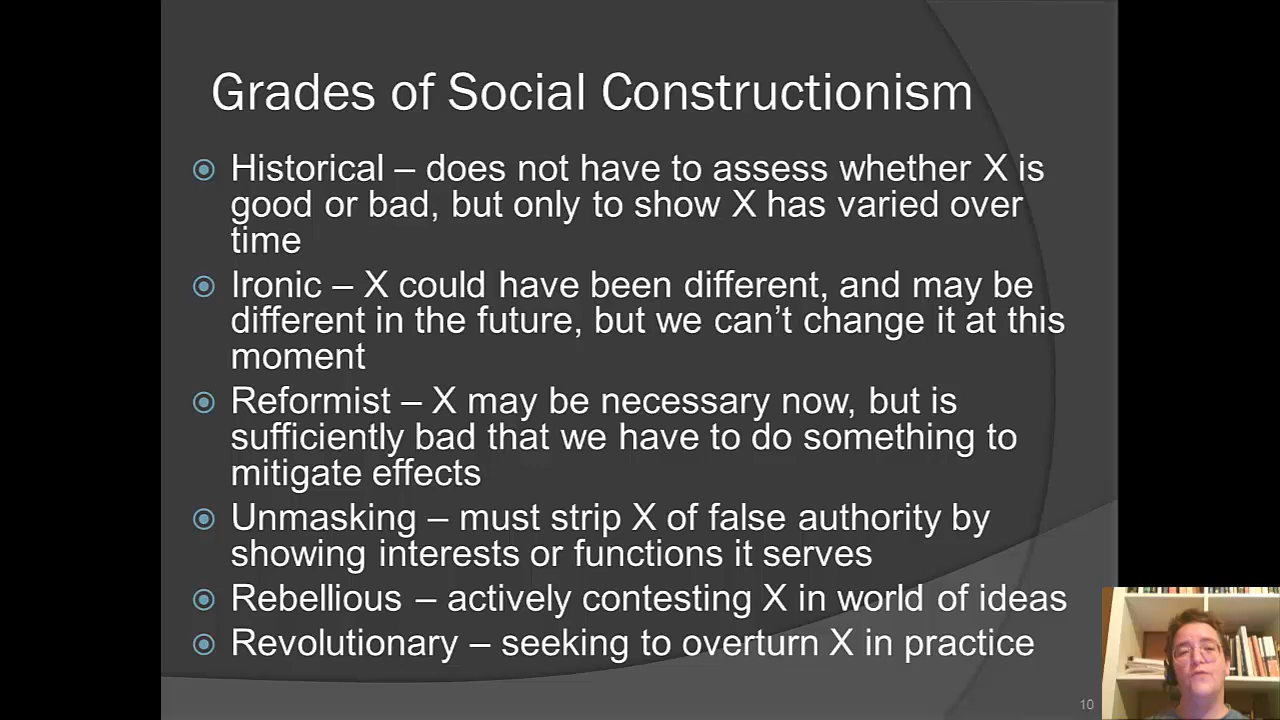 Grades of Social Constructionism
Historical – does not have to assess whether X is
good or bad, but only to show X has varied over
time
Ironic – X could have been different, and may be
different in the future, but we can’t change it at this
moment
Reformist – X may be necessary now, but is
sufficiently bad that we have to do something to
mitigate effects
Unmasking – must strip X of false authority by
showing interests or functions it serves
Rebellious – actively contesting X in world of ideas
Revolutionary – seeking to overturn X in practice
10